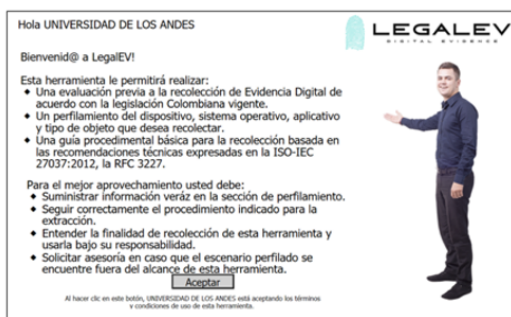 Hola UNIVERSIDAD DE LOS ANDES
LEGALEV
DIGITAL EVIDENCE
Bienvenid@ a LegalEV!
Esta herramienta le permitirá realizar:
◆ Una evaluación previa a la recolección de Evidencia Digital de
acuerdo con la legislación Colombiana vigente.
◆ Un perfilamiento del dispositivo, sistema operativo, aplicativo
y tipo de objeto que desea recolectar.
◆ Una guía procedimental básica para la recolección basada en
las recomendaciones técnicas expresadas en la ISO-IEC
27037:2012, la RFC 3227.
Para el mejor aprovechamiento usted debe:
◆ Suministrar información veráz en la sección de perfilamiento.
◆ Seguir correctamente el procedimiento indicado para la
extracción.
◆ Entender la finalidad de recolección de esta herramienta y
usarla bajo su responsabilidad.
◆ Solicitar asesoría en caso que el escenario perfilado se
encuentre fuera del alcance de esta herramienta.
Aceptar
Al hacer clic en este botón, UNIVERSIDAD DE LOS ANDES está aceptando los términos
y condiciones de uso de esta herramienta.